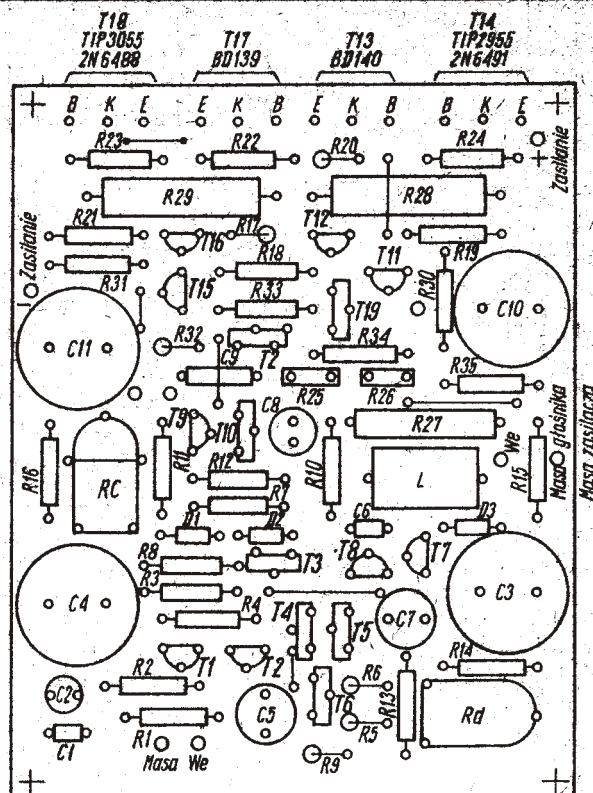 T18
TIP3055
2N6488
T17
BD139
T13
BD140
T14
TIP2955
2N6491
B K E
E K B
E K B
B K E
R23
R22
R20
R24
+
Zasilanie
R29
R28
Zasilanie
-
R21
T16
R17
T12
R19
R31
R18
T11
T15
R33
T19
R30
C10
C11
R32
C9
T2
R34
R35
R25
R26
C8
R27
T9
T10
R16
RC
R11
R12
R10
L
We
R15
Masa głośnika
Masa zasilacza
R7
D1
D2
C6
D3
R8
T3
T8
T7
R3
C4
R4
T4
T5
C7
C3
T1
T2
R14
R2
C2
C5
T6
R6
R13
Rd
C1
R1
R5
Masa We
R9